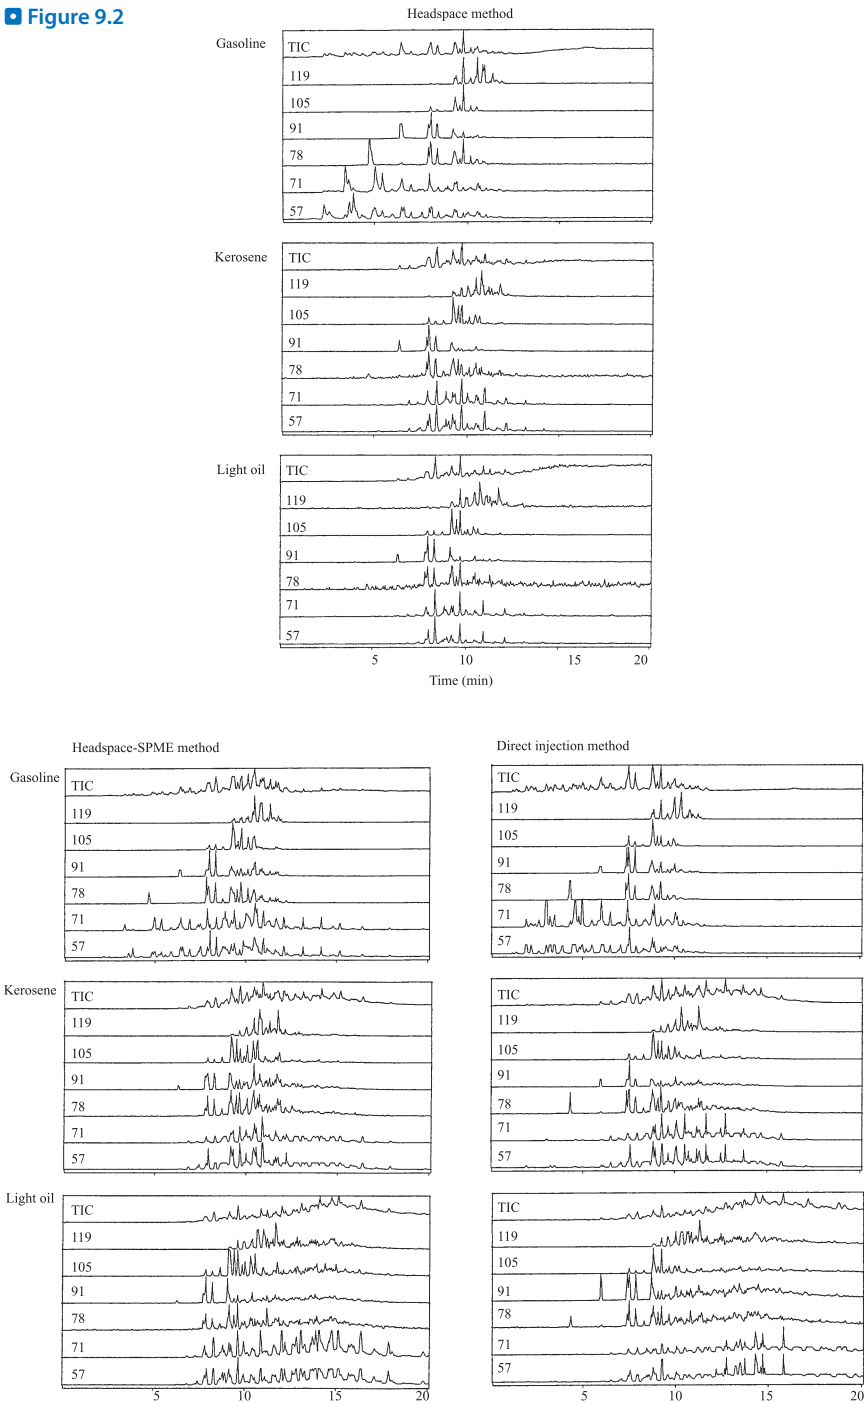 Figure 9.2
Headspace method
Gasoline
TIC
119
105
91
78
71
57
Kerosene
TIC
119
105
91
78
71
57
Light oil
TIC
119
105
91
78
71
57
5 10 15 20
Time (min)
Headspace-SPME method
Gasoline
TIC
119
105
91
78
71
57
Kerosene
TIC
119
105
91
78
71
57
Light oil
TIC
119
105
91
78
71
57
5 10 15 20
Direct injection method
TIC
119
105
91
78
71
57
TIC
119
105
91
78
71
57
TIC
119
105
91
78
71
57
5 10 15 20